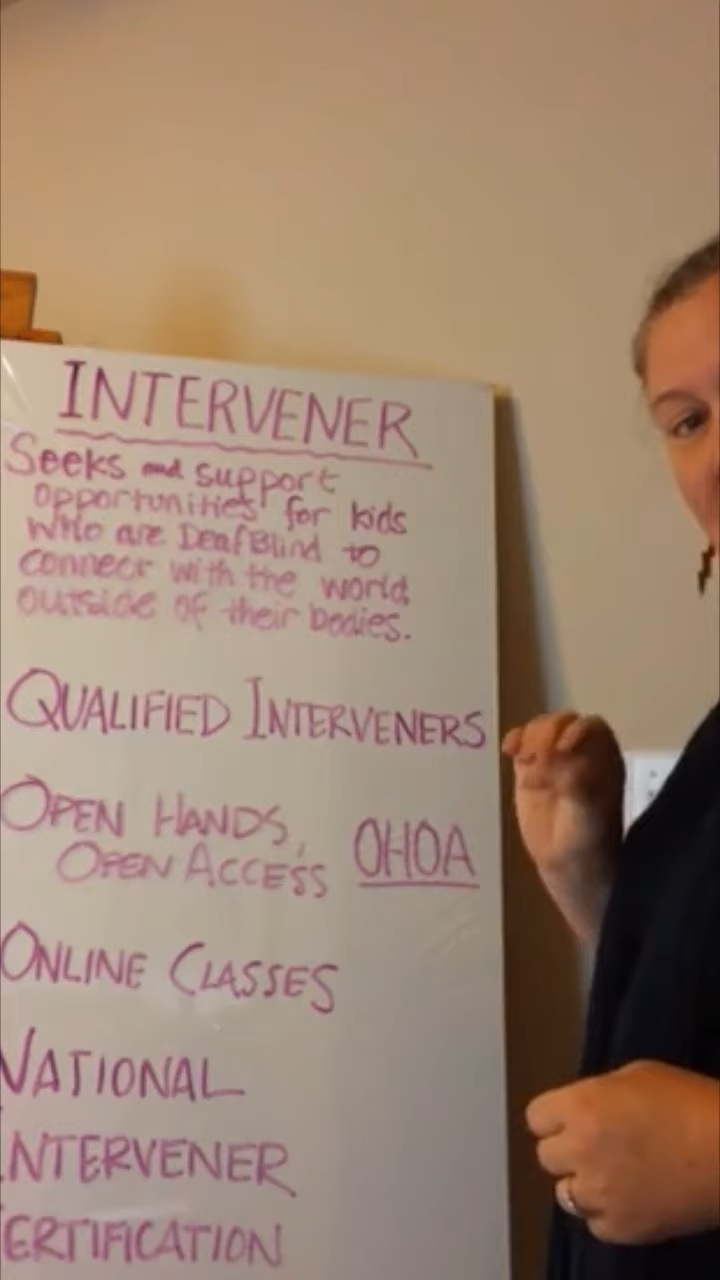 INTERVENER
Seeks and support
opportunities for kids
who are DeafBlind to
connect with the world
outside of their bodies.
QUALIFIED INTERVENERS
OPEN HANDS,
OPEN ACCESS OHOA
ONLINE CLASSES
NATIONAL
INTERVENER
ERTIFICATION